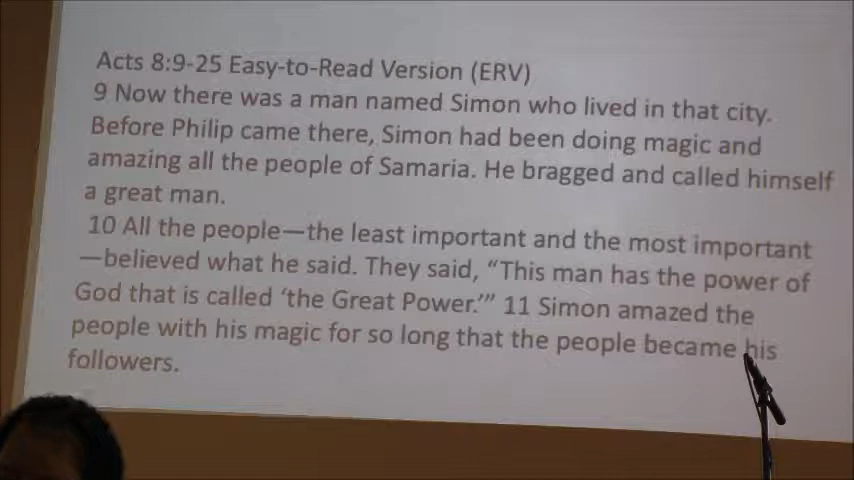 Acts 8:9-25 Easy-to-Read Version (ERV)
9 Now there was a man named Simon who lived in that city.
Before Philip came there, Simon had been doing magic and
amazing all the people of Samaria. He bragged and called himself
a great man.
10 All the people—the least important and the most important
—believed what he said. They said, “This man has the power of
God that is called ‘the Great Power.’” 11 Simon amazed the
people with his magic for so long that the people became his
followers.